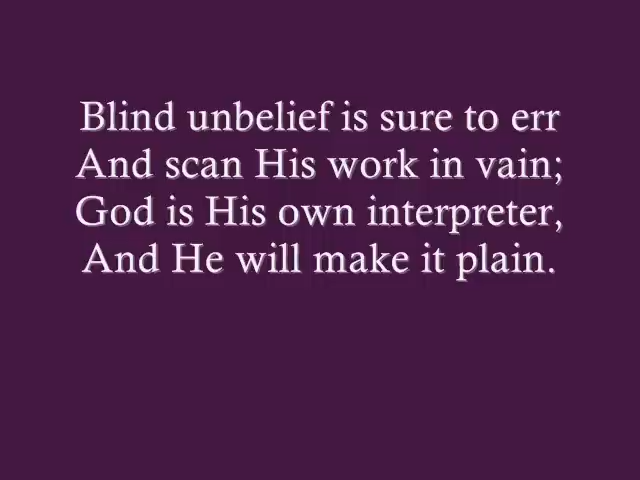 Blind unbelief is sure to err
And scan His work in vain;
God is His own interpreter,
And He will make it plain.